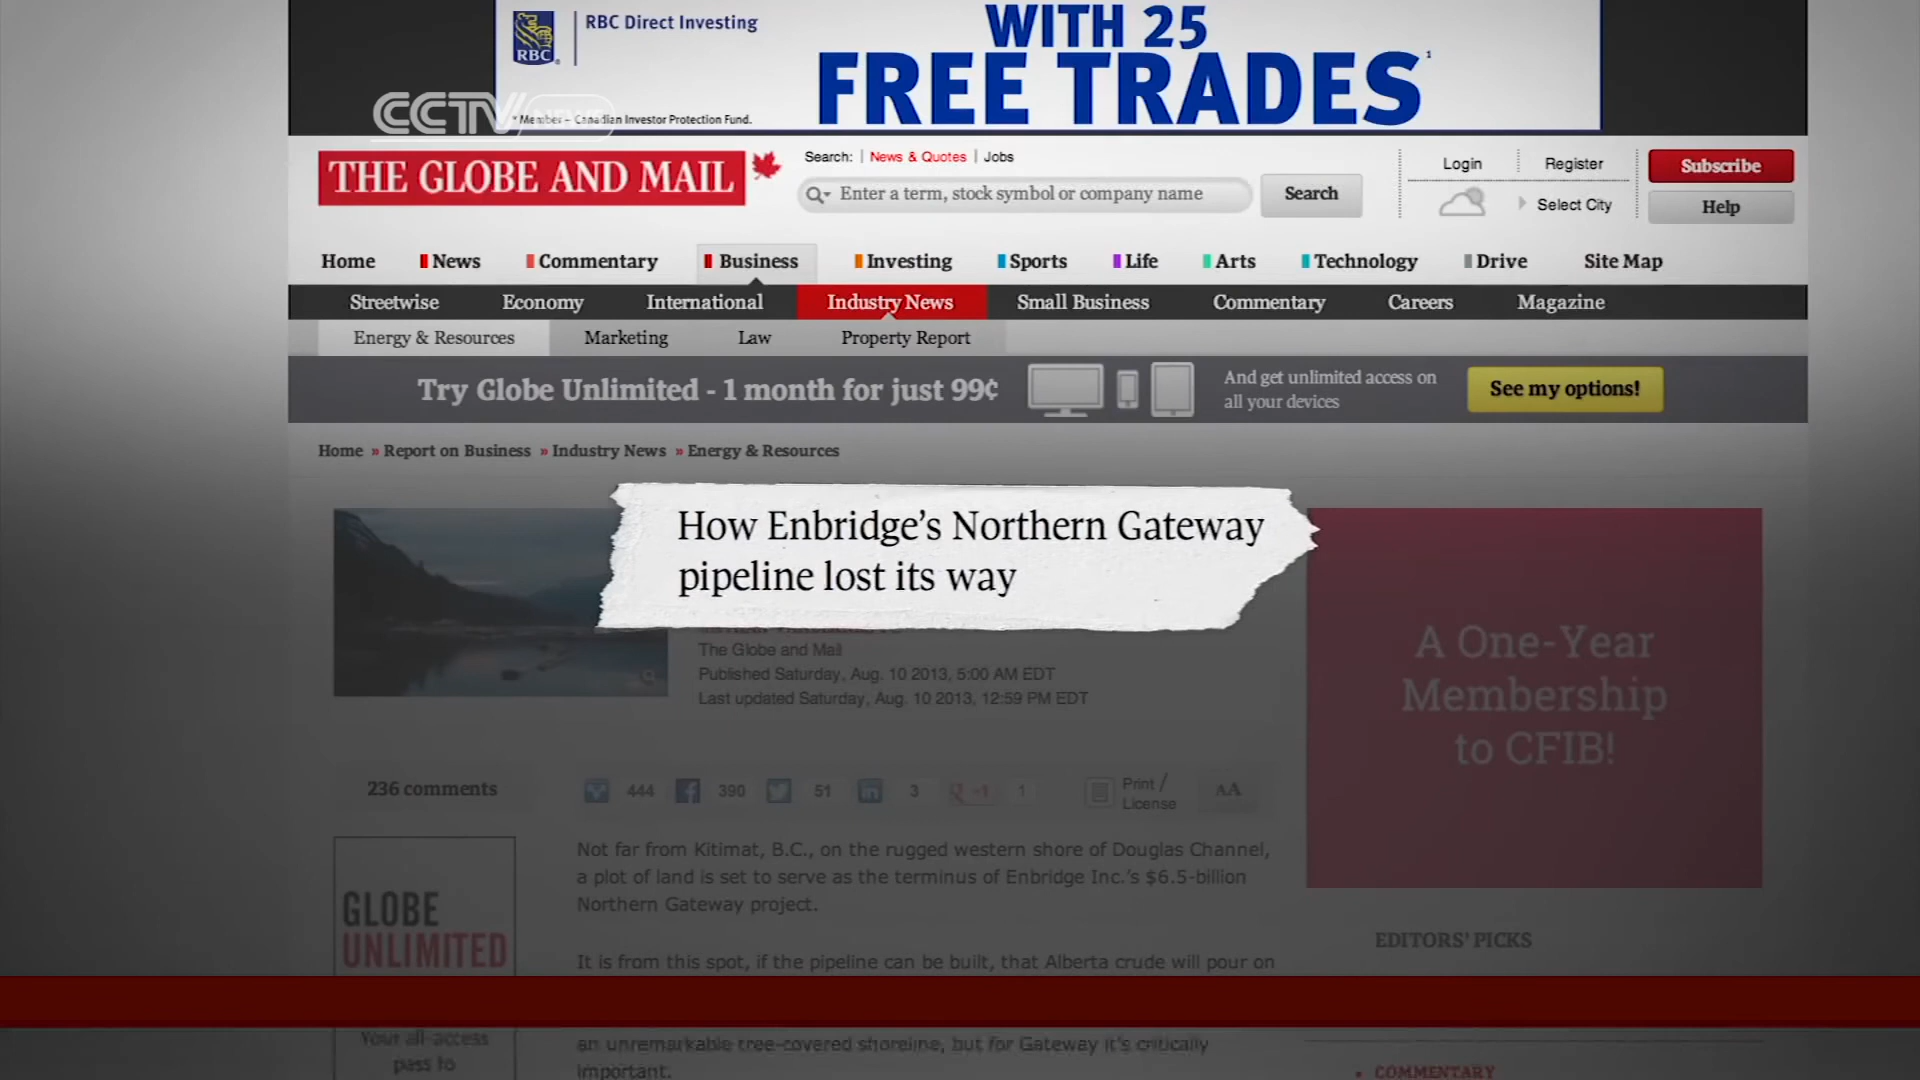 RBC Direct Investing
RBC
WITH 25
FREE TRADES¹
* Member – Canadian Investor Protection Fund.
CCTV NEWS
THE GLOBE AND MAIL
Search: | News & Quotes | Jobs
Enter a term, stock symbol or company name
Search
Login
Register
Select City
Subscribe
Help
Home News Commentary Business Investing Sports Life Arts Technology Drive Site Map
Streetwise Economy International Industry News Small Business Commentary Careers Magazine
Energy & Resources Marketing Law Property Report
Try Globe Unlimited - 1 month for just 99¢
And get unlimited access on
all your devices
See my options!
Home » Report on Business » Industry News » Energy & Resources
How Enbridge’s Northern Gateway
pipeline lost its way
The Globe and Mail
Published Saturday, Aug. 10 2013, 5:00 AM EDT
Last updated Saturday, Aug. 10 2013, 12:59 PM EDT
A One-Year
Membership
to CFIB!
236 comments
444 390 51 3 +1 1
Print /
License
AA
Not far from Kitimat, B.C., on the rugged western shore of Douglas Channel,
a plot of land is set to serve as the terminus of Enbridge Inc.’s $6.5-billion
Northern Gateway project.
GLOBE
UNLIMITED
EDITORS’ PICKS
It is from this spot, if the pipeline can be built, that Alberta crude will pour on
Your all-access
pass to
an unremarkable tree-covered shoreline, but for Gateway it’s critically
important.
• COMMENTARY